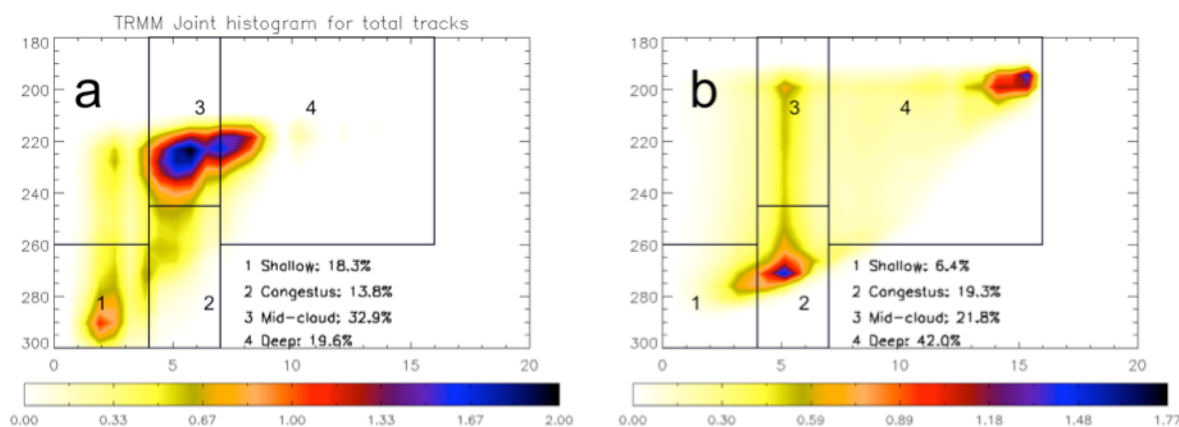 TRMM Joint histogram for total tracks
a
b
180
200
220
240
260
280
300
0
5
10
15
20
1
2
3
4
1 Shallow: 18.3%
2 Congestus: 13.8%
3 Mid-cloud: 32.9%
4 Deep: 19.6%
0.00 0.33 0.67 1.00 1.33 1.67 2.00
180
200
220
240
260
280
300
0
5
10
15
20
1
2
3
4
1 Shallow: 6.4%
2 Congestus: 19.3%
3 Mid-cloud: 21.8%
4 Deep: 42.0%
0.00 0.30 0.59 0.89 1.18 1.48 1.77